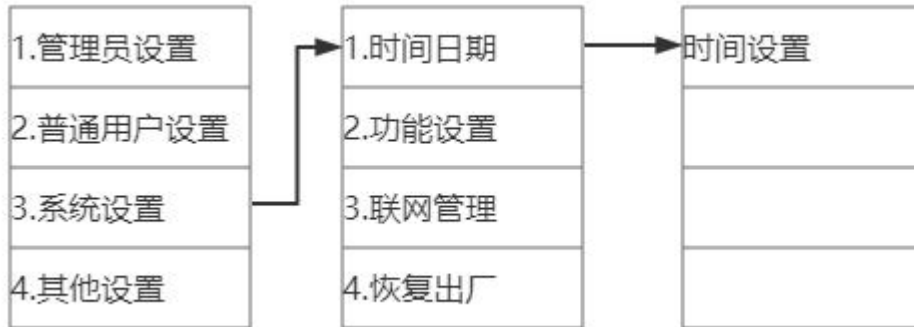 1.管理员设置
2.普通用户设置
3.系统设置
4.其他设置
1.时间日期
2.功能设置
3.联网管理
4.恢复出厂
时间设置